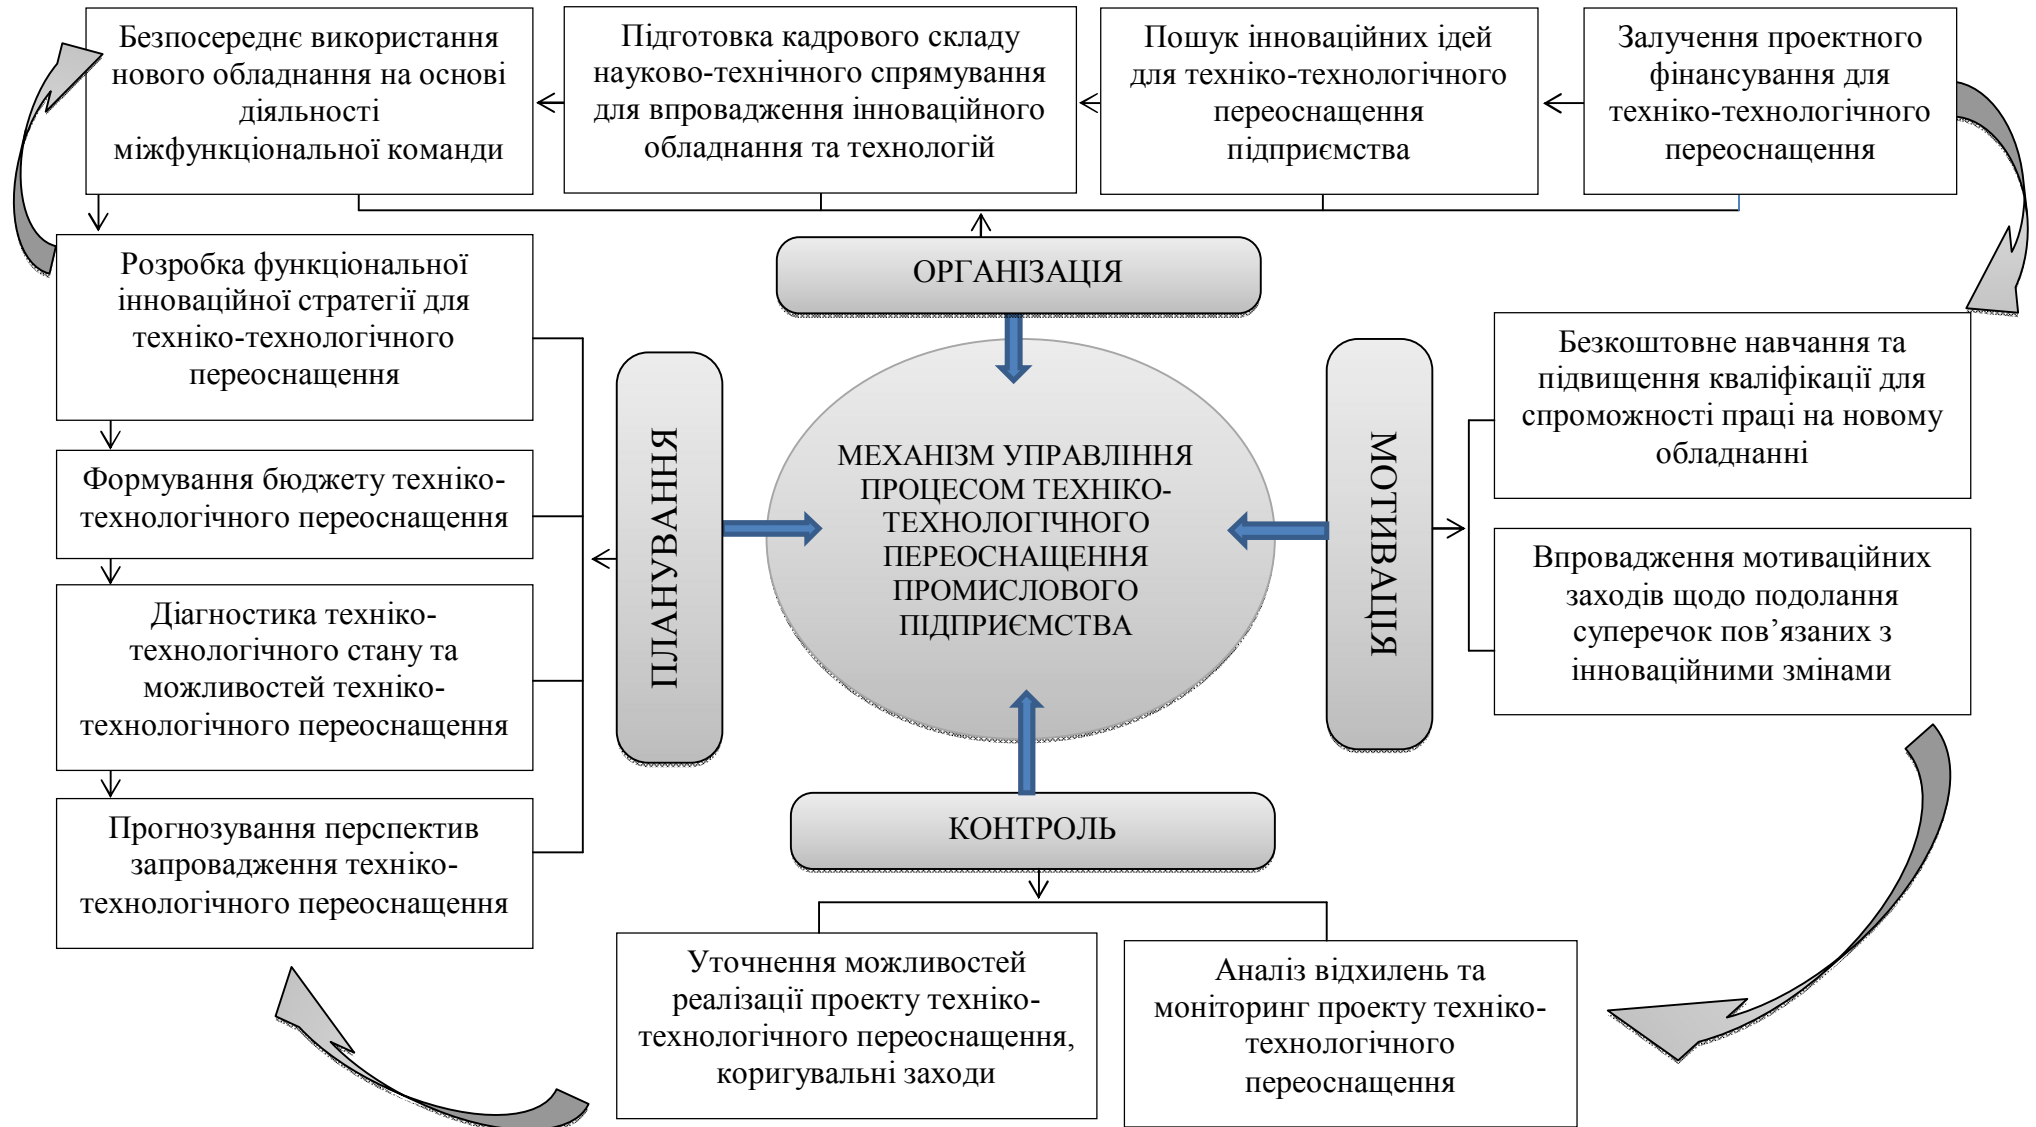 Безпосереднє використання
нового обладнання на основі
діяльності
міжфункціональної команди
Підготовка кадрового складу
науково-технічного спрямування
для впровадження інноваційного
обладнання та технологій
Пошук інноваційних ідей
для техніко-технологічного
переоснащення
підприємства
Залучення проектного
фінансування для
техніко-технологічного
переоснащення
ОРГАНІЗАЦІЯ
Розробка функціональної
інноваційної стратегії для
техніко-технологічного
переоснащення
Формування бюджету техніко-
технологічного переоснащення
Діагностика техніко-
технологічного стану та
можливостей техніко-
технологічного переоснащення
Прогнозування перспектив
запровадження техніко-
технологічного переоснащення
ПЛАНУВАННЯ
МЕХАНІЗМ УПРАВЛІННЯ
ПРОЦЕСОМ ТЕХНІКО-
ТЕХНОЛОГІЧНОГО
ПЕРЕОСНАЩЕННЯ
ПРОМИСЛОВОГО
ПІДПРИЄМСТВА
МОТИВАЦІЯ
Безкоштовне навчання та
підвищення кваліфікації для
спроможності праці на новому
обладнанні
Впровадження мотиваційних
заходів щодо подолання
суперечок пов’язаних з
інноваційними змінами
КОНТРОЛЬ
Уточнення можливостей
реалізації проекту техніко-
технологічного переоснащення,
коригувальні заходи
Аналіз відхилень та
моніторинг проекту техніко-
технологічного
переоснащення